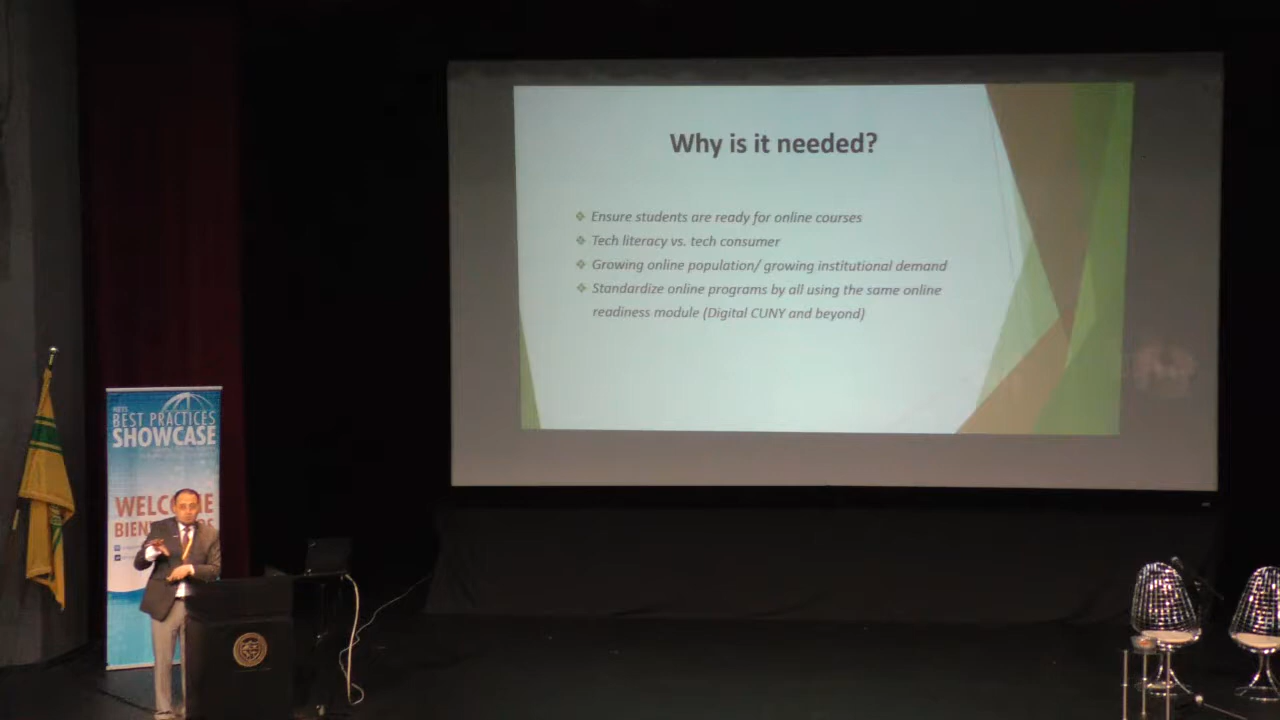 Why is it needed?
Ensure students are ready for online courses
Tech literacy vs. tech consumer
Growing online population/ growing institutional demand
Standardize online programs by all using the same online
readiness module (Digital CUNY and beyond)
BEST PRACTICES
SHOWCASE